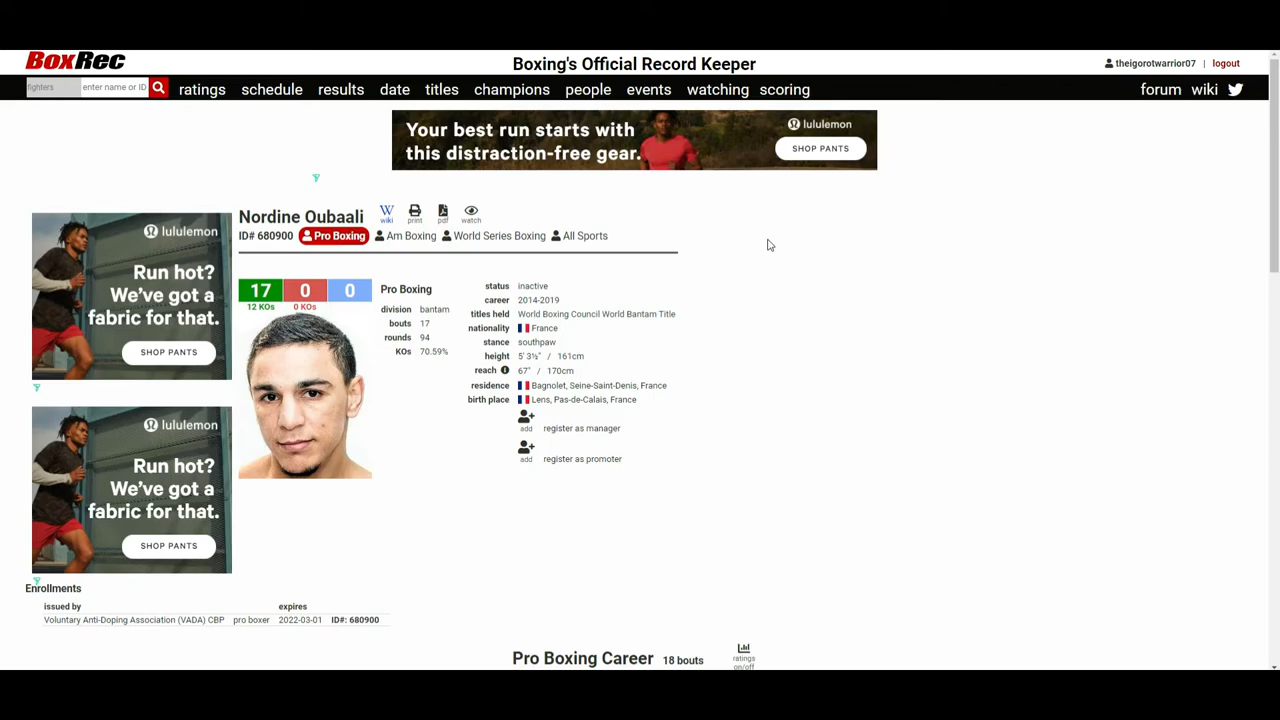 BoxRec
Boxing's Official Record Keeper
theigorotwarrior07 | logout
fighters enter name or ID
ratings schedule results date titles champions people events watching scoring forum wiki
Your best run starts with
this distraction-free gear.
lululemon
SHOP PANTS
Nordine Oubaali
wiki print pdf watch
ID# 680900 Pro Boxing Am Boxing World Series Boxing All Sports
17 0 0
12 KOs 0 KOs
Pro Boxing
division bantam
bouts 17
rounds 94
KOs 70.59%
status inactive
career 2014-2019
titles held World Boxing Council World Bantam Title
nationality France
stance southpaw
height 5' 3½" / 161cm
reach 67" / 170cm
residence Bagnolet, Seine-Saint-Denis, France
birth place Lens, Pas-de-Calais, France
add register as manager
add register as promoter
lululemon
Run hot?
We've got a
fabric for that.
SHOP PANTS
lululemon
Run hot?
We've got a
fabric for that.
SHOP PANTS
Enrollments
issued by expires
Voluntary Anti-Doping Association (VADA) CBP pro boxer 2022-03-01 ID#: 680900
Pro Boxing Career 18 bouts
ratings
on/off